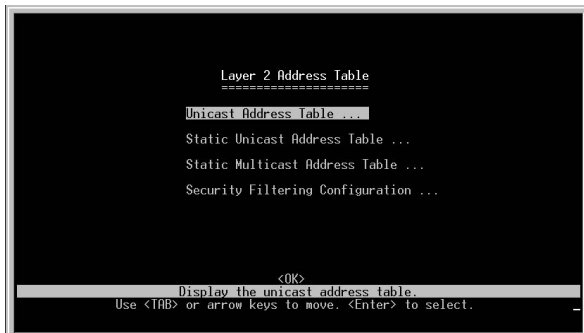 Layer 2 Address Table
=====================
Unicast Address Table ...
Static Unicast Address Table ...
Static Multicast Address Table ...
Security Filtering Configuration ...
<OK>
Display the unicast address table.
Use <TAB> or arrow keys to move. <Enter> to select.